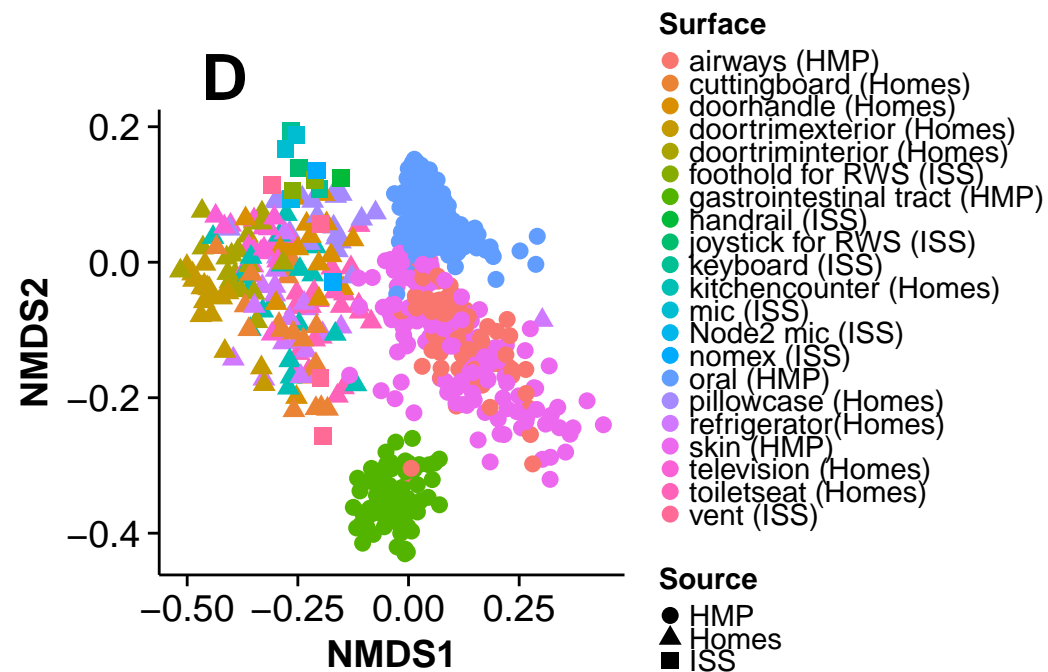 D
0.2
0.0
−0.2
−0.4
NMDS2
−0.50 −0.25 0.00 0.25
NMDS1
Surface
airways (HMP)
cuttingboard (Homes)
doorhandle (Homes)
doortrimexterior (Homes)
doortriminterior (Homes)
foothold for RWS (ISS)
gastrointestinal tract (HMP)
handrail (ISS)
joystick for RWS (ISS)
keyboard (ISS)
kitchencounter (Homes)
mic (ISS)
Node2 mic (ISS)
nomex (ISS)
oral (HMP)
pillowcase (Homes)
refrigerator(Homes)
skin (HMP)
television (Homes)
toiletseat (Homes)
vent (ISS)
Source
HMP
Homes
ISS